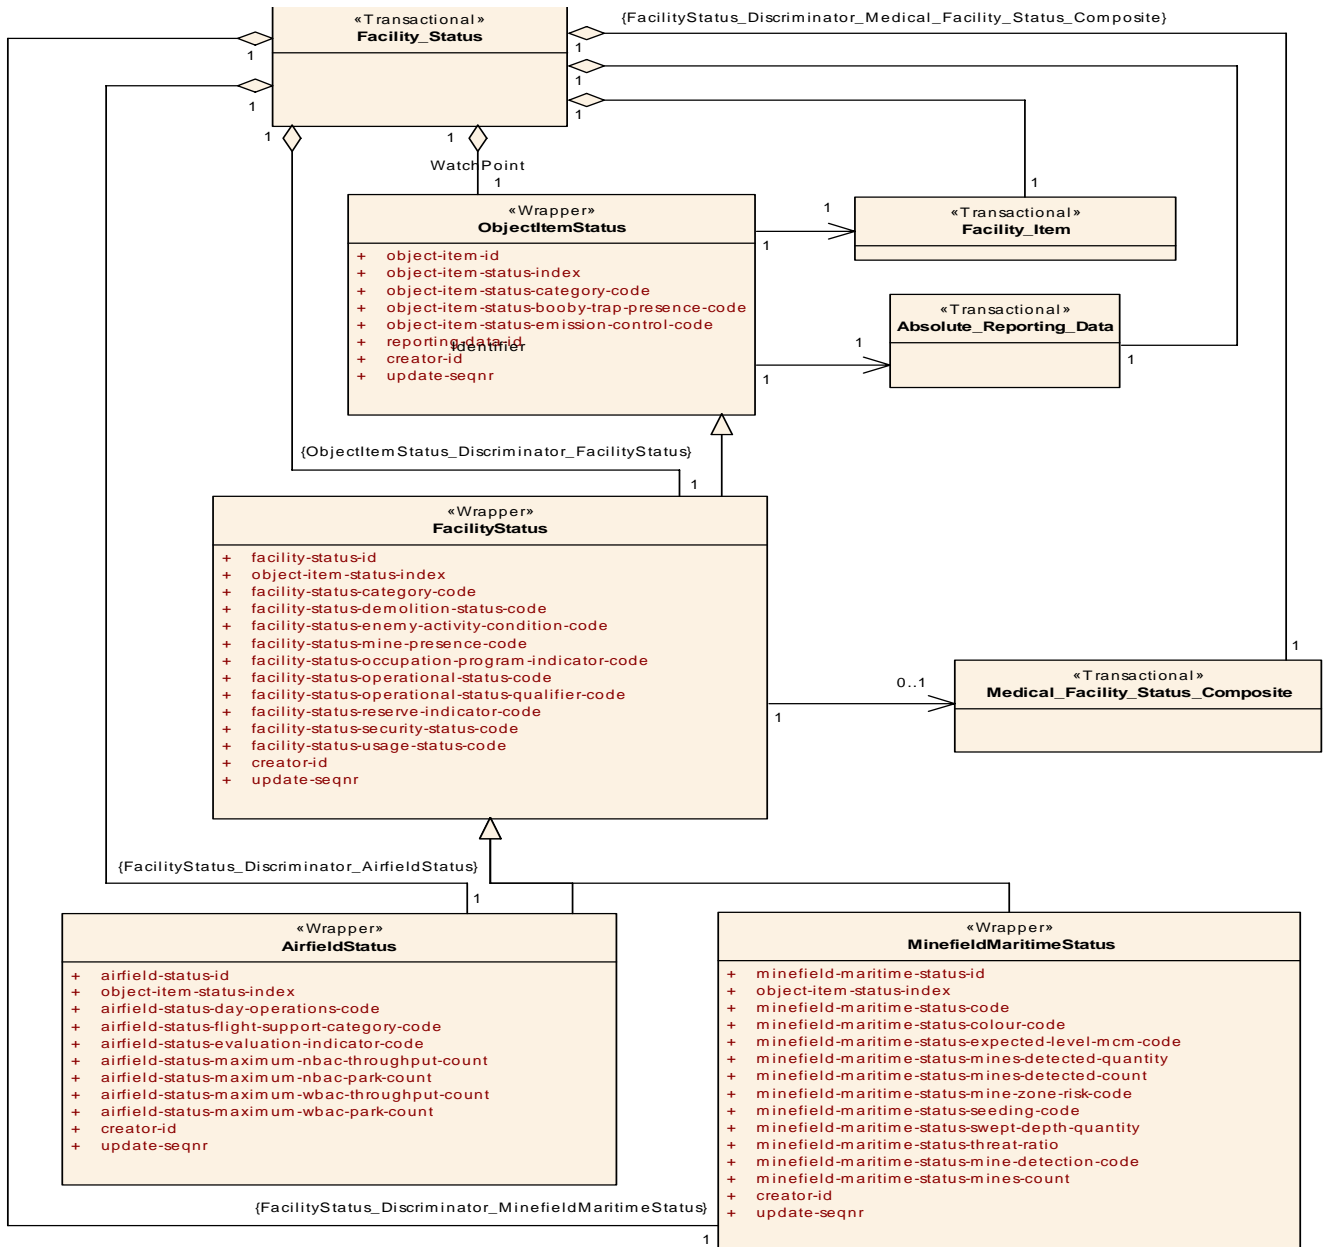 «Transactional»
Facility_Status
{FacilityStatus_Discriminator_Medical_Facility_Status_Composite}
1
1
1
1
1
1
1
WatchPoint
1
1
«Wrapper»
ObjectItemStatus
+ object-item-id
+ object-item-status-index
+ object-item-status-category-code
+ object-item-status-booby-trap-presence-code
+ object-item-status-emission-control-code
+ reporting-data-id
Identifier
+ creator-id
+ update-seqnr
1
1
«Transactional»
Facility_Item
«Transactional»
Absolute_Reporting_Data
1
1
1
{ObjectItemStatus_Discriminator_FacilityStatus}
1
«Wrapper»
FacilityStatus
+ facility-status-id
+ object-item-status-index
+ facility-status-category-code
+ facility-status-demolition-status-code
+ facility-status-enemy-activity-condition-code
+ facility-status-mine-presence-code
+ facility-status-occupation-program-indicator-code
+ facility-status-operational-status-code
+ facility-status-operational-status-qualifier-code
+ facility-status-reserve-indicator-code
+ facility-status-security-status-code
+ facility-status-usage-status-code
+ creator-id
+ update-seqnr
1
0..1
1
«Transactional»
Medical_Facility_Status_Composite
{FacilityStatus_Discriminator_AirfieldStatus}
1
«Wrapper»
AirfieldStatus
+ airfield-status-id
+ object-item-status-index
+ airfield-status-day-operations-code
+ airfield-status-flight-support-category-code
+ airfield-status-evaluation-indicator-code
+ airfield-status-maximum-nbac-throughput-count
+ airfield-status-maximum-nbac-park-count
+ airfield-status-maximum-wbac-throughput-count
+ airfield-status-maximum-wbac-park-count
+ creator-id
+ update-seqnr
«Wrapper»
MinefieldMaritimeStatus
+ minefield-maritime-status-id
+ object-item-status-index
+ minefield-maritime-status-code
+ minefield-maritime-status-colour-code
+ minefield-maritime-status-expected-level-mcm-code
+ minefield-maritime-status-mines-detected-quantity
+ minefield-maritime-status-mines-detected-count
+ minefield-maritime-status-mine-zone-risk-code
+ minefield-maritime-status-seeding-code
+ minefield-maritime-status-swept-depth-quantity
+ minefield-maritime-status-threat-ratio
+ minefield-maritime-status-mine-detection-code
+ minefield-maritime-status-mines-count
+ creator-id
+ update-seqnr
{FacilityStatus_Discriminator_MinefieldMaritimeStatus}
1